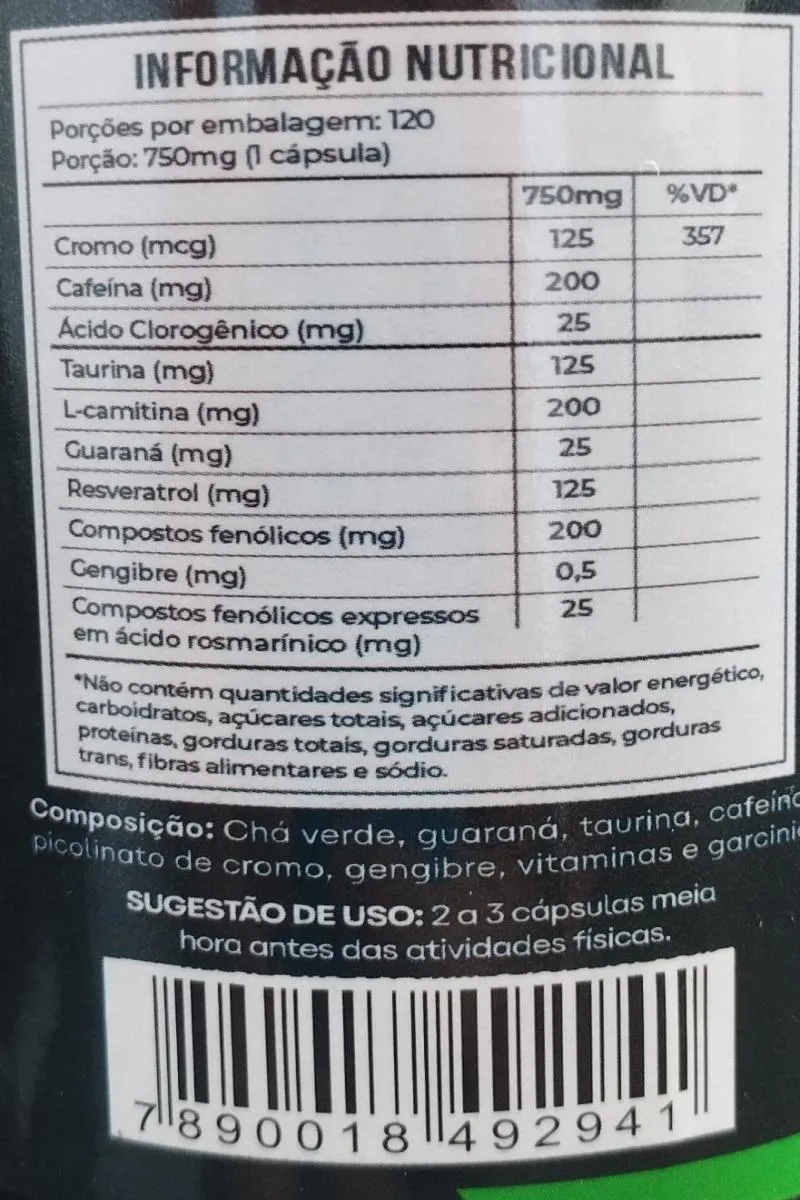 INFORMAÇÃO NUTRICIONAL
Porções por embalagem: 120
Porção: 750mg (1 cápsula)
750mg %VD*
Cromo (mcg) 125 357
Cafeína (mg) 200
Ácido Clorogênico (mg) 25
Taurina (mg) 125
L-carnitina (mg) 200
Guaraná (mg) 25
Resveratrol (mg) 125
Compostos fenólicos (mg) 200
Gengibre (mg) 0,5
Compostos fenólicos expressos 25
em ácido rosmarínico (mg)
*Não contém quantidades significativas de valor energético,
carboidratos, açúcares totais, açúcares adicionados,
proteínas, gorduras totais, gorduras saturadas, gorduras
trans, fibras alimentares e sódio.
Composição: Chá verde, guaraná, taurina,
picolinato de cromo, gengibre, vitaminas e
SUGESTÃO DE USO: 2 a 3 cápsulas meia
hora antes das atividades físicas.
7 890018 492941